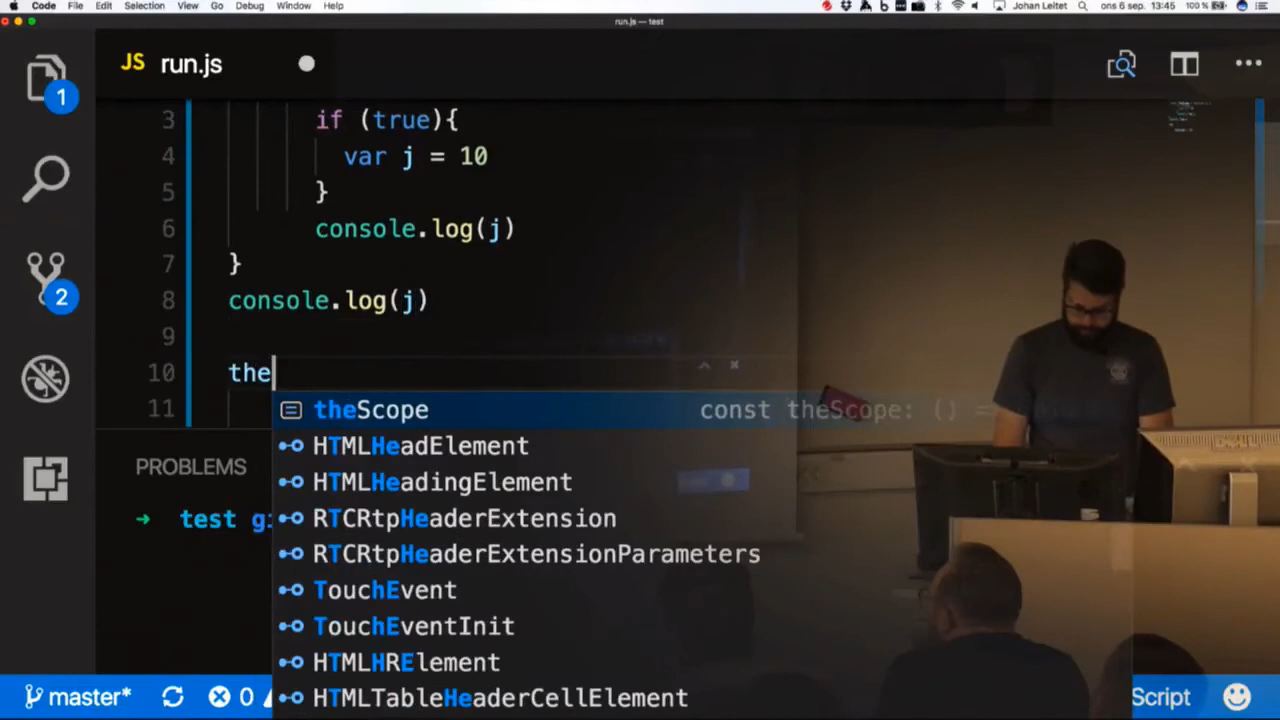 Code File Edit Selection View Go Debug Window Help Johan Leitet ons 6 sep. 13:45 100 %
run.js — test
JS run.js
1
3 if (true){
4 var j = 10
5 }
6 console.log(j)
7 }
8 console.log(j)
9
10 the
11
2
theScope const theScope: () =
HTMLHeadElement
HTMLHeadingElement
RTCRtpHeaderExtension
RTCRtpHeaderExtensionParameters
TouchEvent
TouchEventInit
HTMLHRElement
HTMLTableHeaderCellElement
PROBLEMS
➜ test gi
master* 0 Script